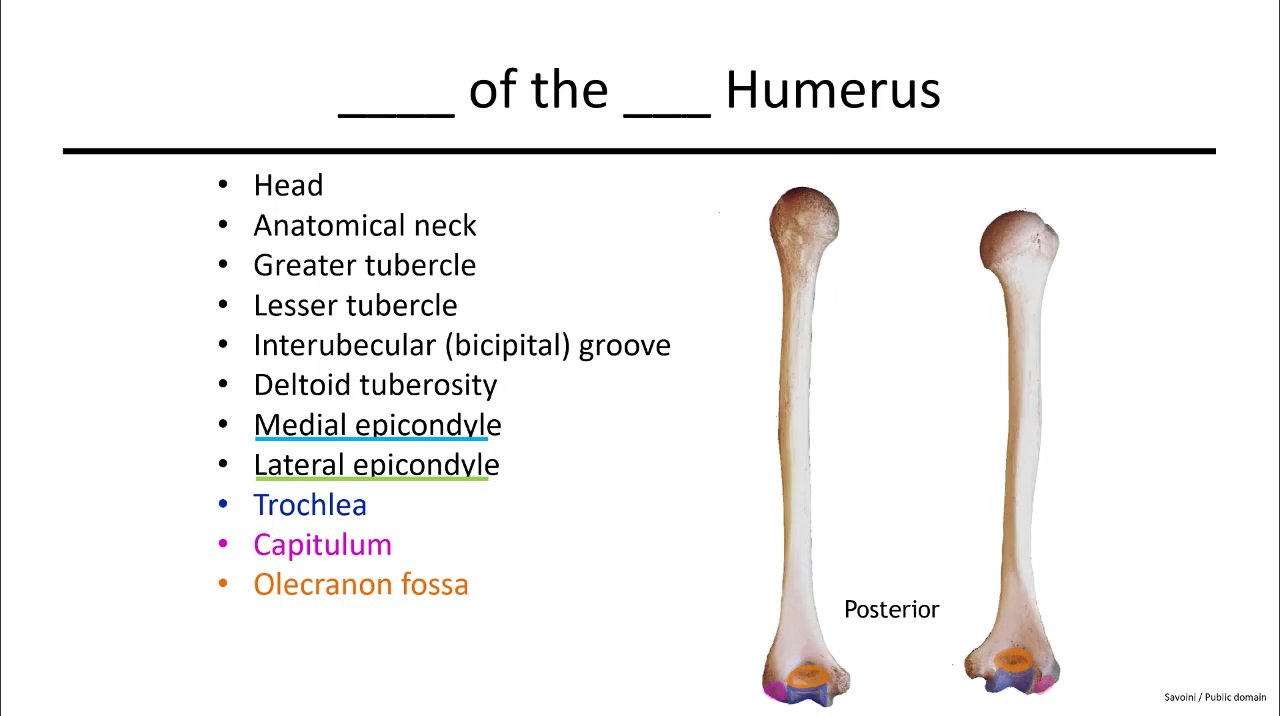 ____ of the ___ Humerus
• Head
• Anatomical neck
• Greater tubercle
• Lesser tubercle
• Interubecular (bicipital) groove
• Deltoid tuberosity
• Medial epicondyle
• Lateral epicondyle
• Trochlea
• Capitulum
• Olecranon fossa
Posterior
Savoini / Public domain